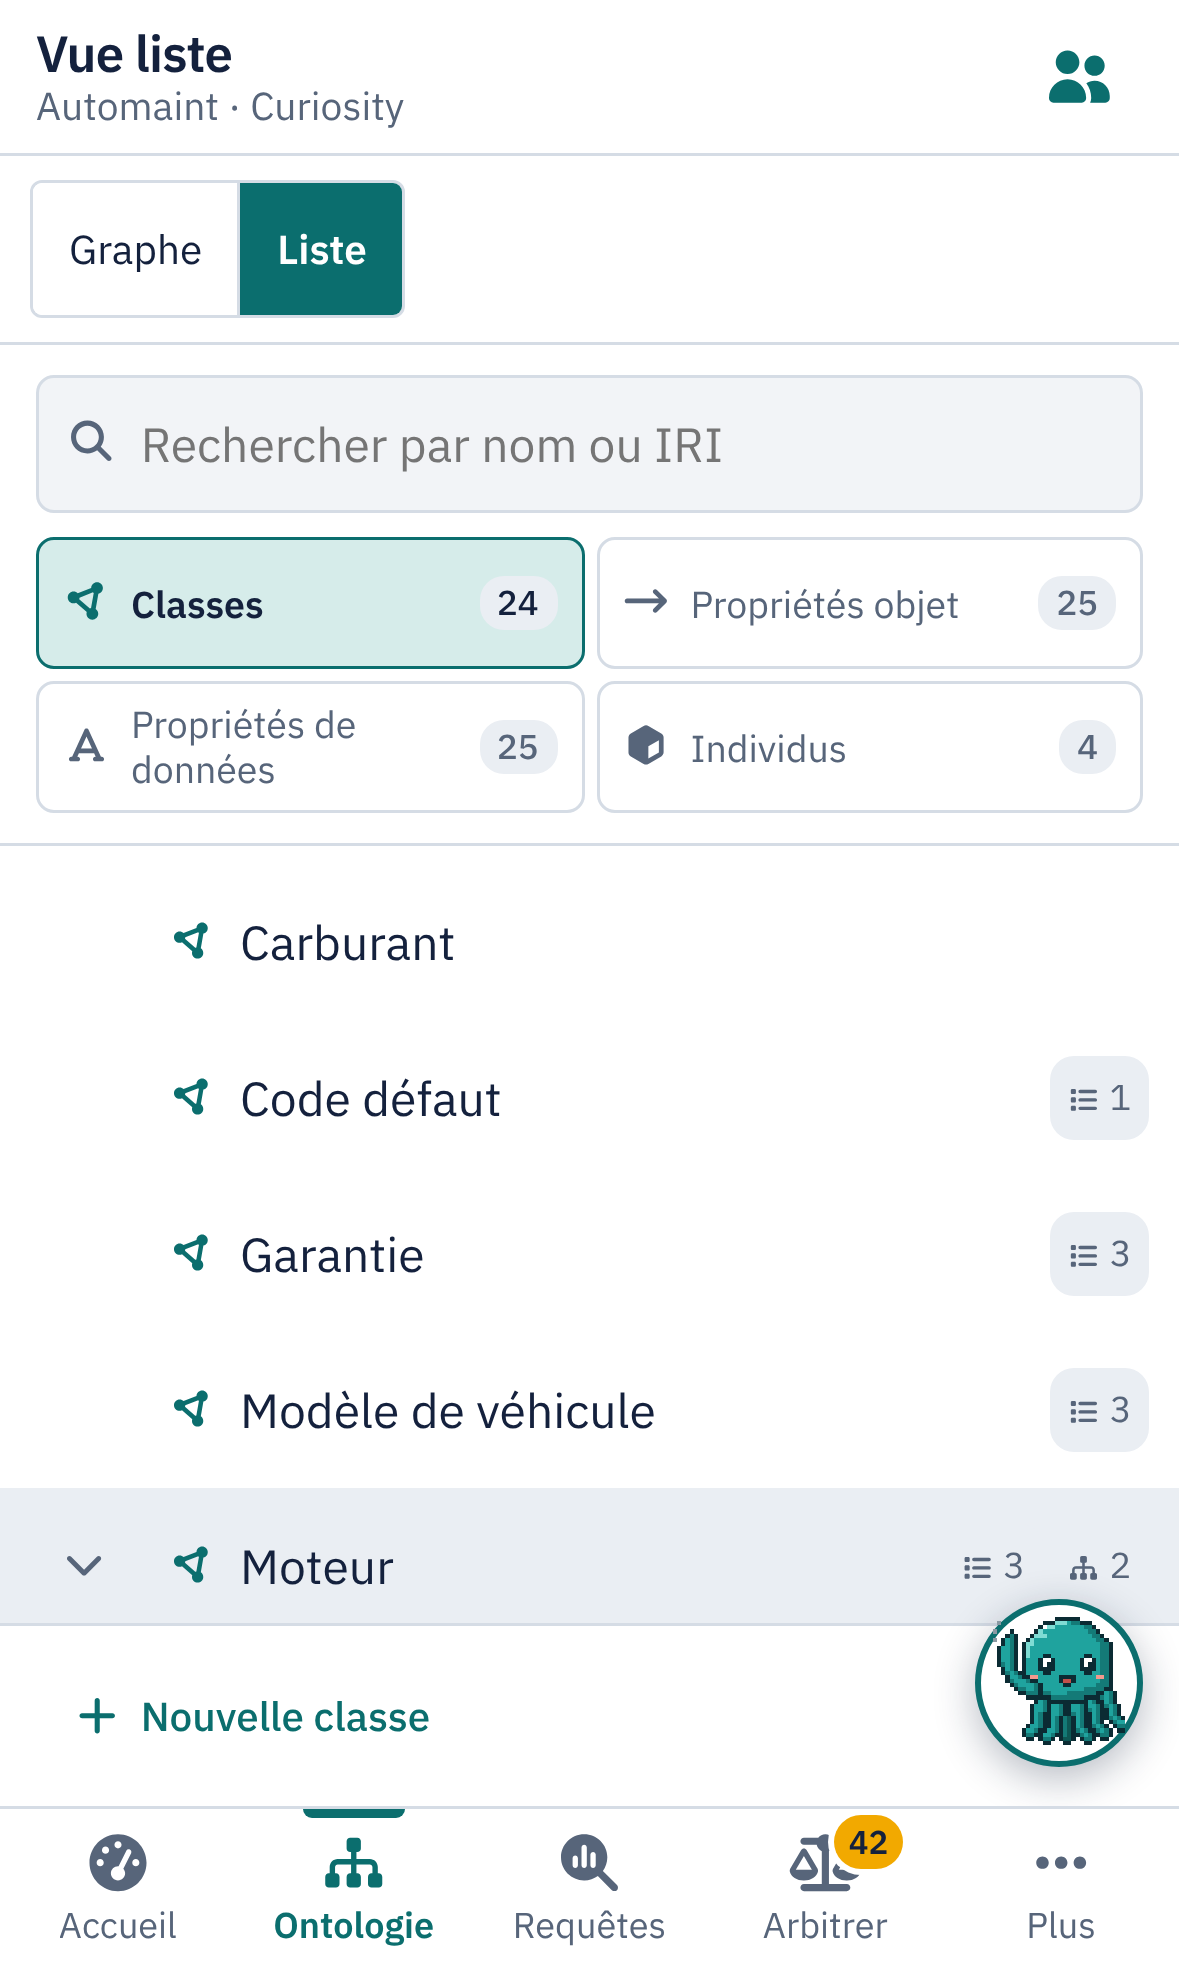 Vue liste
Automaint · Curiosity
Graphe
Liste
Rechercher par nom ou IRI
Classes 24
Propriétés objet 25
Propriétés de
données 25
Individus 4
Carburant
Code défaut 1
Garantie 3
Modèle de véhicule 3
Moteur 3 2
Nouvelle classe
42
Accueil
Ontologie
Requêtes
Arbitrer
Plus